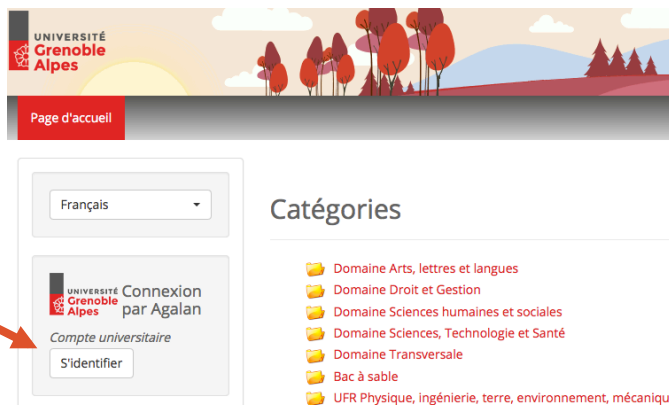 UNIVERSITÉ
Grenoble
Alpes
Page d'accueil
Français
Catégories
UNIVERSITÉ
Grenoble
Alpes
Connexion
par Agalan
Compte universitaire
S'identifier
Domaine Arts, lettres et langues
Domaine Droit et Gestion
Domaine Sciences humaines et sociales
Domaine Sciences, Technologie et Santé
Domaine Transversale
Bac à sable
UFR Physique, ingénierie, terre, environnement, mécaniqu